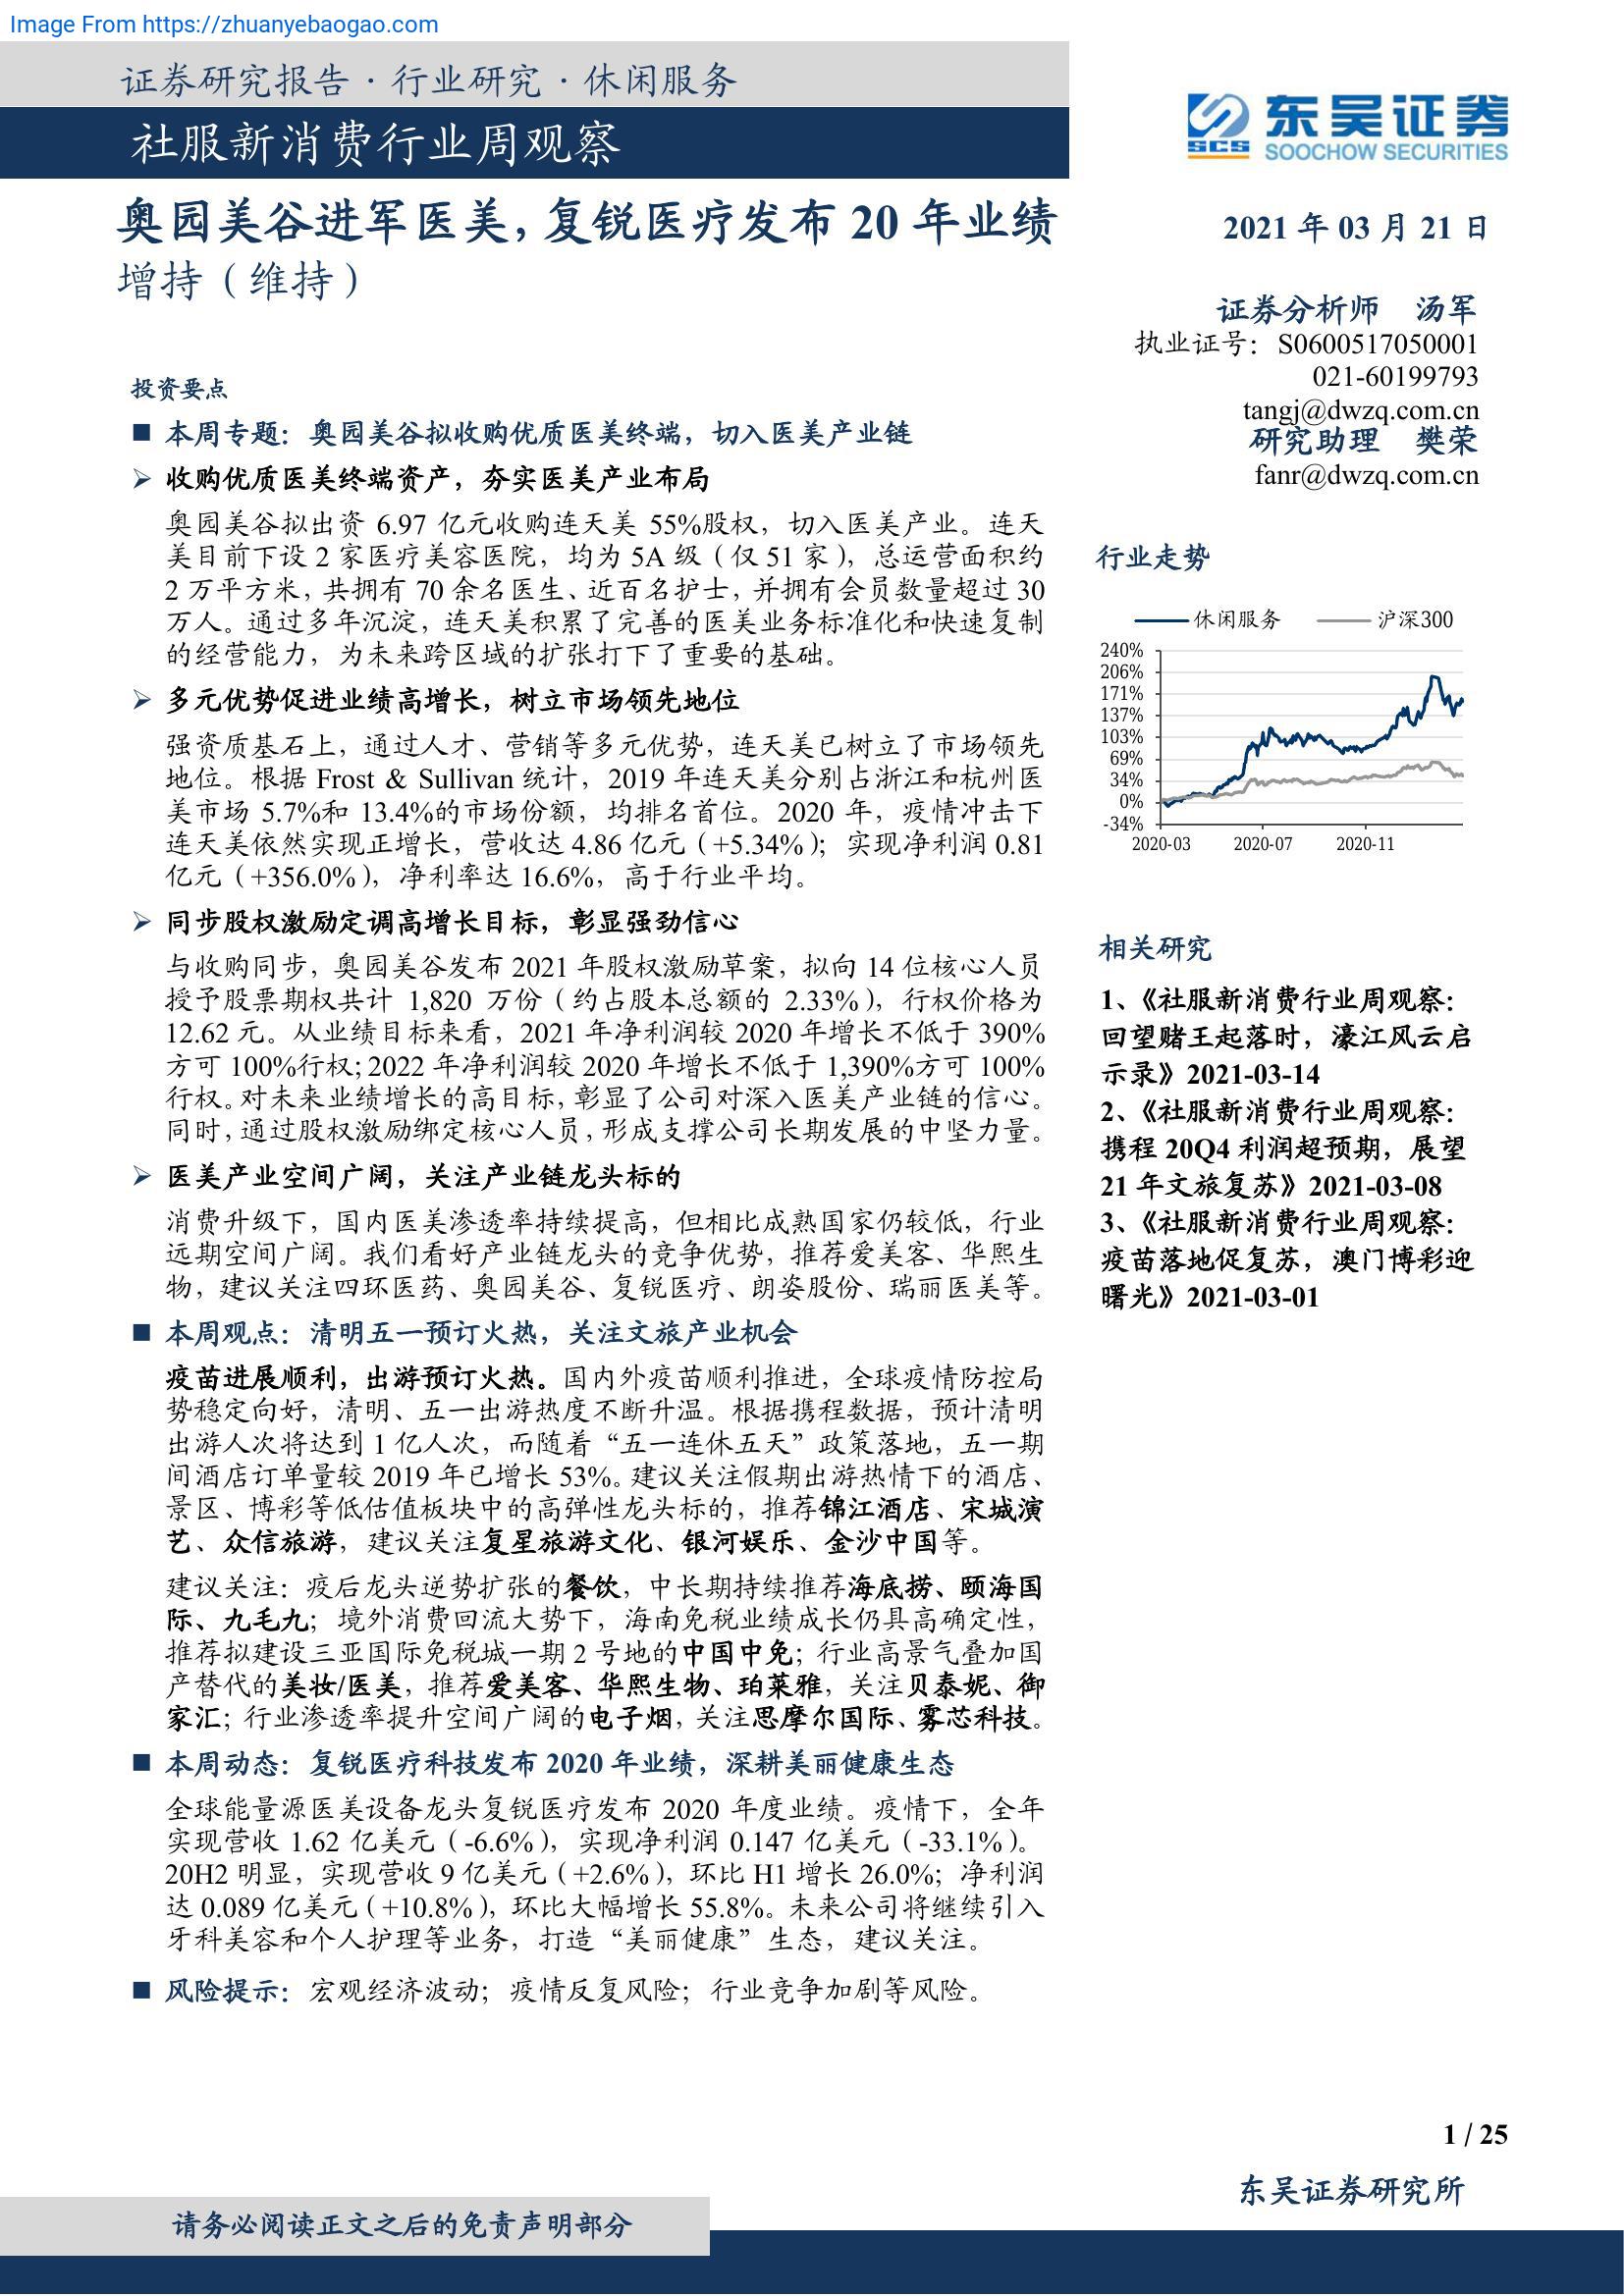 Image From https://zhuanyebaogao.com
证券研究报告·行业研究·休闲服务
社服新消费行业周观察
东吴证券
SCS
SOOCHOW SECURITIES
奥园美谷进军医美，复锐医疗发布 20 年业绩
增持（维持）
2021 年 03 月 21 日
证券分析师 汤军
执业证号：S0600517050001
021-60199793
tangj@dwzq.com.cn
研究助理 樊荣
fanr@dwzq.com.cn
投资要点
■ 本周专题：奥园美谷拟收购优质医美终端，切入医美产业链
➢ 收购优质医美终端资产，夯实医美产业布局
奥园美谷拟出资 6.97 亿元收购连天美 55%股权，切入医美产业。连天
美目前下设 2 家医疗美容医院，均为 5A 级（仅 51 家），总运营面积约
2 万平方米，共拥有 70 余名医生、近百名护士，并拥有会员数量超过 30
万人。通过多年沉淀，连天美积累了完善的医美业务标准化和快速复制
的经营能力，为未来跨区域的扩张打下了重要的基础。
➢ 多元优势促进业绩高增长，树立市场领先地位
强资质基石上，通过人才、营销等多元优势，连天美已树立了市场领先
地位。根据 Frost & Sullivan 统计，2019 年连天美分别占浙江和杭州医
美市场 5.7%和 13.4%的市场份额，均排名首位。2020 年，疫情冲击下
连天美依然实现正增长，营收达 4.86 亿元（+5.34%）；实现净利润 0.81
亿元（+356.0%），净利率达 16.6%，高于行业平均。
➢ 同步股权激励定调高增长目标，彰显强劲信心
与收购同步，奥园美谷发布 2021 年股权激励草案，拟向 14 位核心人员
授予股票期权共计 1,820 万份（约占股本总额的 2.33%），行权价格为
12.62 元。从业绩目标来看，2021 年净利润较 2020 年增长不低于 390%
方可 100%行权；2022 年净利润较 2020 年增长不低于 1,390%方可 100%
行权。对未来业绩增长的高目标，彰显了公司对深入医美产业链的信心。
同时，通过股权激励绑定核心人员，形成支撑公司长期发展的中坚力量。
➢ 医美产业空间广阔，关注产业链龙头标的
消费升级下，国内医美渗透率持续提高，但相比成熟国家仍较低，行业
远期空间广阔。我们看好产业链龙头的竞争优势，推荐爱美客、华熙生
物，建议关注四环医药、奥园美谷、复锐医疗、朗姿股份、瑞丽医美等。
■ 本周观点：清明五一预订火热，关注文旅产业机会
疫苗进展顺利，出游预订火热。国内外疫苗顺利推进，全球疫情防控局
势稳定向好，清明、五一出游热度不断升温。根据携程数据，预计清明
出游人次将达到 1 亿人次，而随着“五一连休五天”政策落地，五一期
间酒店订单量较 2019 年已增长 53%。建议关注假期出游热情下的酒店、
景区、博彩等低估值板块中的高弹性龙头标的，推荐锦江酒店、宋城演
艺、众信旅游，建议关注复星旅游文化、银河娱乐、金沙中国等。
建议关注：疫后龙头逆势扩张的餐饮，中长期持续推荐海底捞、颐海国
际、九毛九；境外消费回流大势下，海南免税业绩成长仍具高确定性，
推荐拟建设三亚国际免税城一期 2 号地的中国中免；行业高景气叠加国
产替代的美妆/医美，推荐爱美客、华熙生物、珀莱雅，关注贝泰妮、御
家汇；行业渗透率提升空间广阔的电子烟，关注思摩尔国际、雾芯科技。
■ 本周动态：复锐医疗科技发布 2020 年业绩，深耕美丽健康生态
全球能量源医美设备龙头复锐医疗发布 2020 年度业绩。疫情下，全年
实现营收 1.62 亿美元（-6.6%），实现净利润 0.147 亿美元（-33.1%）。
20H2 明显，实现营收 9 亿美元（+2.6%），环比 H1 增长 26.0%；净利润
达 0.089 亿美元（+10.8%），环比大幅增长 55.8%。未来公司将继续引入
牙科美容和个人护理等业务，打造“美丽健康”生态，建议关注。
■ 风险提示：宏观经济波动；疫情反复风险；行业竞争加剧等风险。
行业走势
休闲服务 沪深300
240%
206%
171%
137%
103%
69%
34%
0%
-34%
2020-03 2020-07 2020-11
相关研究
1、《社服新消费行业周观察：
回望赌王起落时，濠江风云启
示录》2021-03-14
2、《社服新消费行业周观察：
携程 20Q4 利润超预期，展望
21 年文旅复苏》2021-03-08
3、《社服新消费行业周观察：
疫苗落地促复苏，澳门博彩迎
曙光》2021-03-01
1 / 25
东吴证券研究所
请务必阅读正文之后的免责声明部分